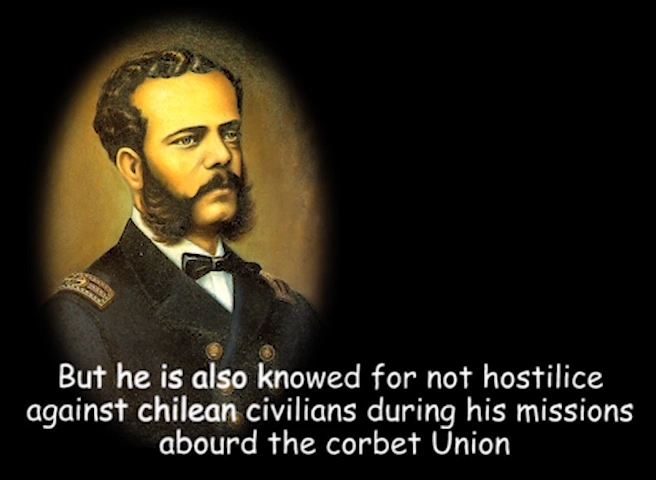 But he is also knowed for not hostilice
against chilean civilians during his missions
abourd the corbet Union